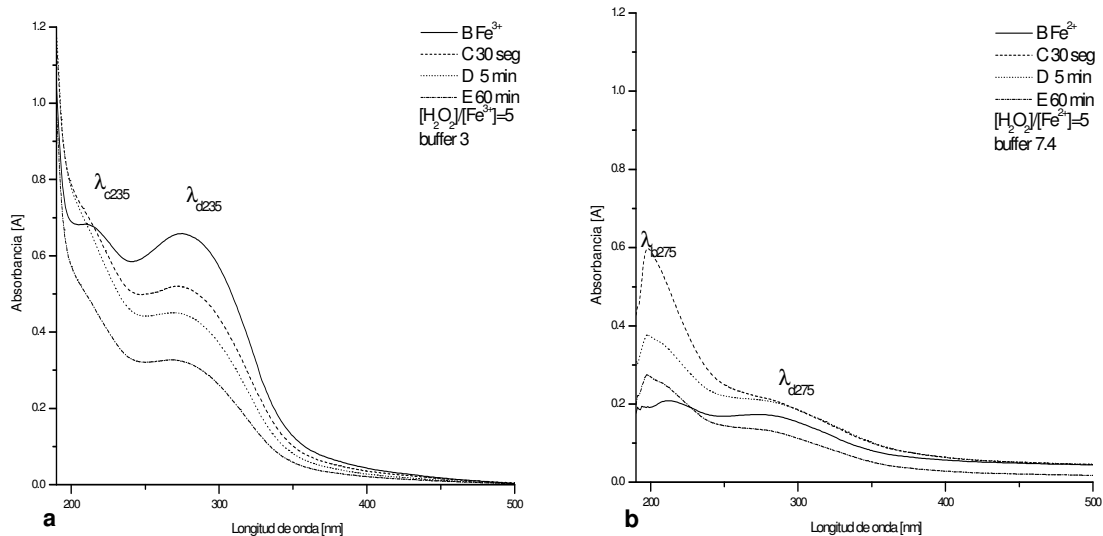 1.2
1.0
0.8
0.6
0.4
0.2
0.0
Absorbancia [A]
200
300
400
500
Longitud de onda [nm]
λc235
λd235
B Fe3+
C 30 seg
D 5 min
E 60 min
[H2O2]/[Fe3+]=5
buffer 3
a
1.2
1.0
0.8
0.6
0.4
0.2
0.0
Absorbancia [A]
200
300
400
500
Longitud de onda [nm]
λb275
λd275
B Fe2+
C 30 seg
D 5 min
E 60 min
[H2O2]/[Fe2+]=5
buffer 7.4
b